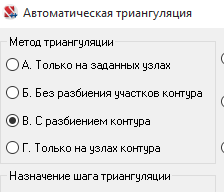 Автоматическая триангуляция
Метод триангуляции
А. Только на заданных узлах
Б. Без разбиения участков контура
В. С разбиением контура
Г. Только на узлах контура
Назначение шага триангуляции